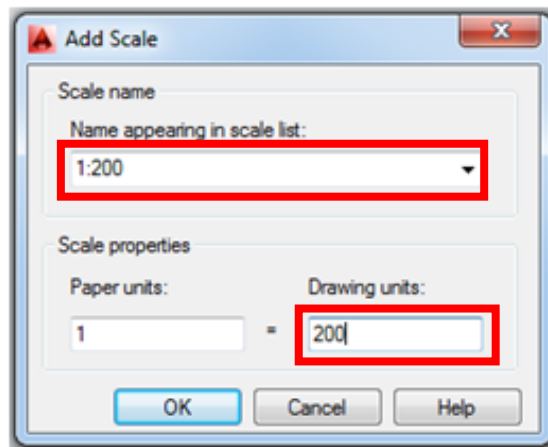 Add Scale
Scale name
Name appearing in scale list:
1:200
Scale properties
Paper units: Drawing units:
1 = 200
OK Cancel Help